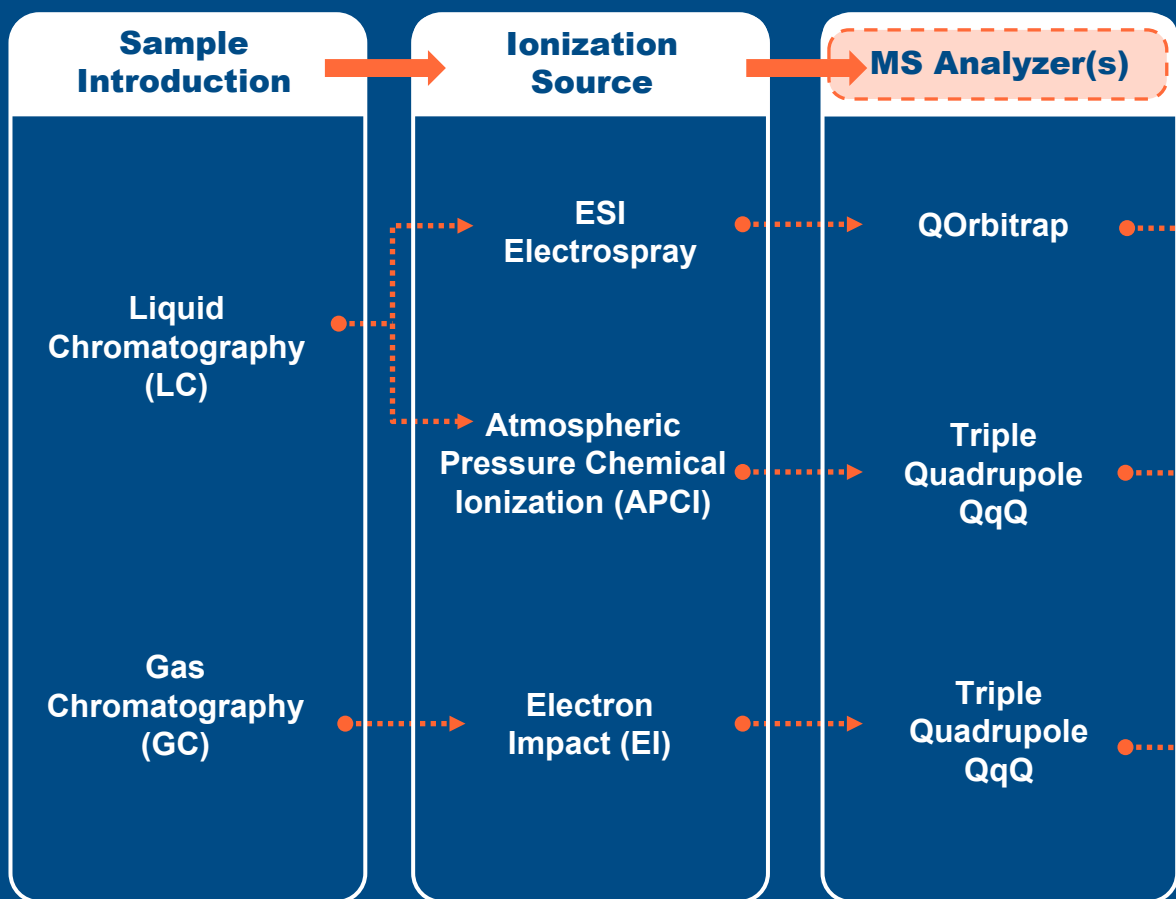 Sample
Introduction
Ionization
Source
MS Analyzer(s)
Liquid
Chromatography
(LC)
Gas
Chromatography
(GC)
ESI
Electrospray
Atmospheric
Pressure Chemical
Ionization (APCI)
Electron
Impact (EI)
QOrbitrap
Triple
Quadrupole
QqQ
Triple
Quadrupole
QqQ